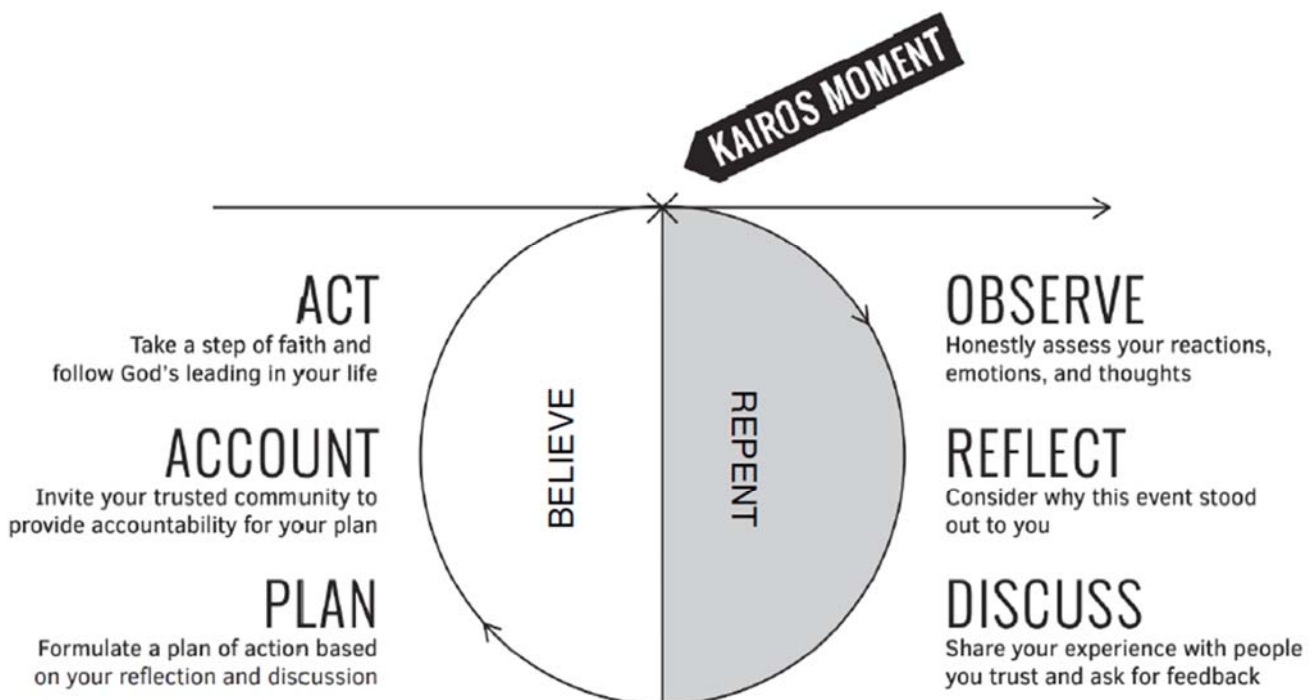 KAIROS MOMENT
OBSERVE
Honestly assess your reactions,
emotions, and thoughts
REFLECT
Consider why this event stood
out to you
DISCUSS
Share your experience with people
you trust and ask for feedback
REPENT
BELIEVE
ACT
Take a step of faith and
follow God's leading in your life
ACCOUNT
Invite your trusted community to
provide accountability for your plan
PLAN
Formulate a plan of action based
on your reflection and discussion